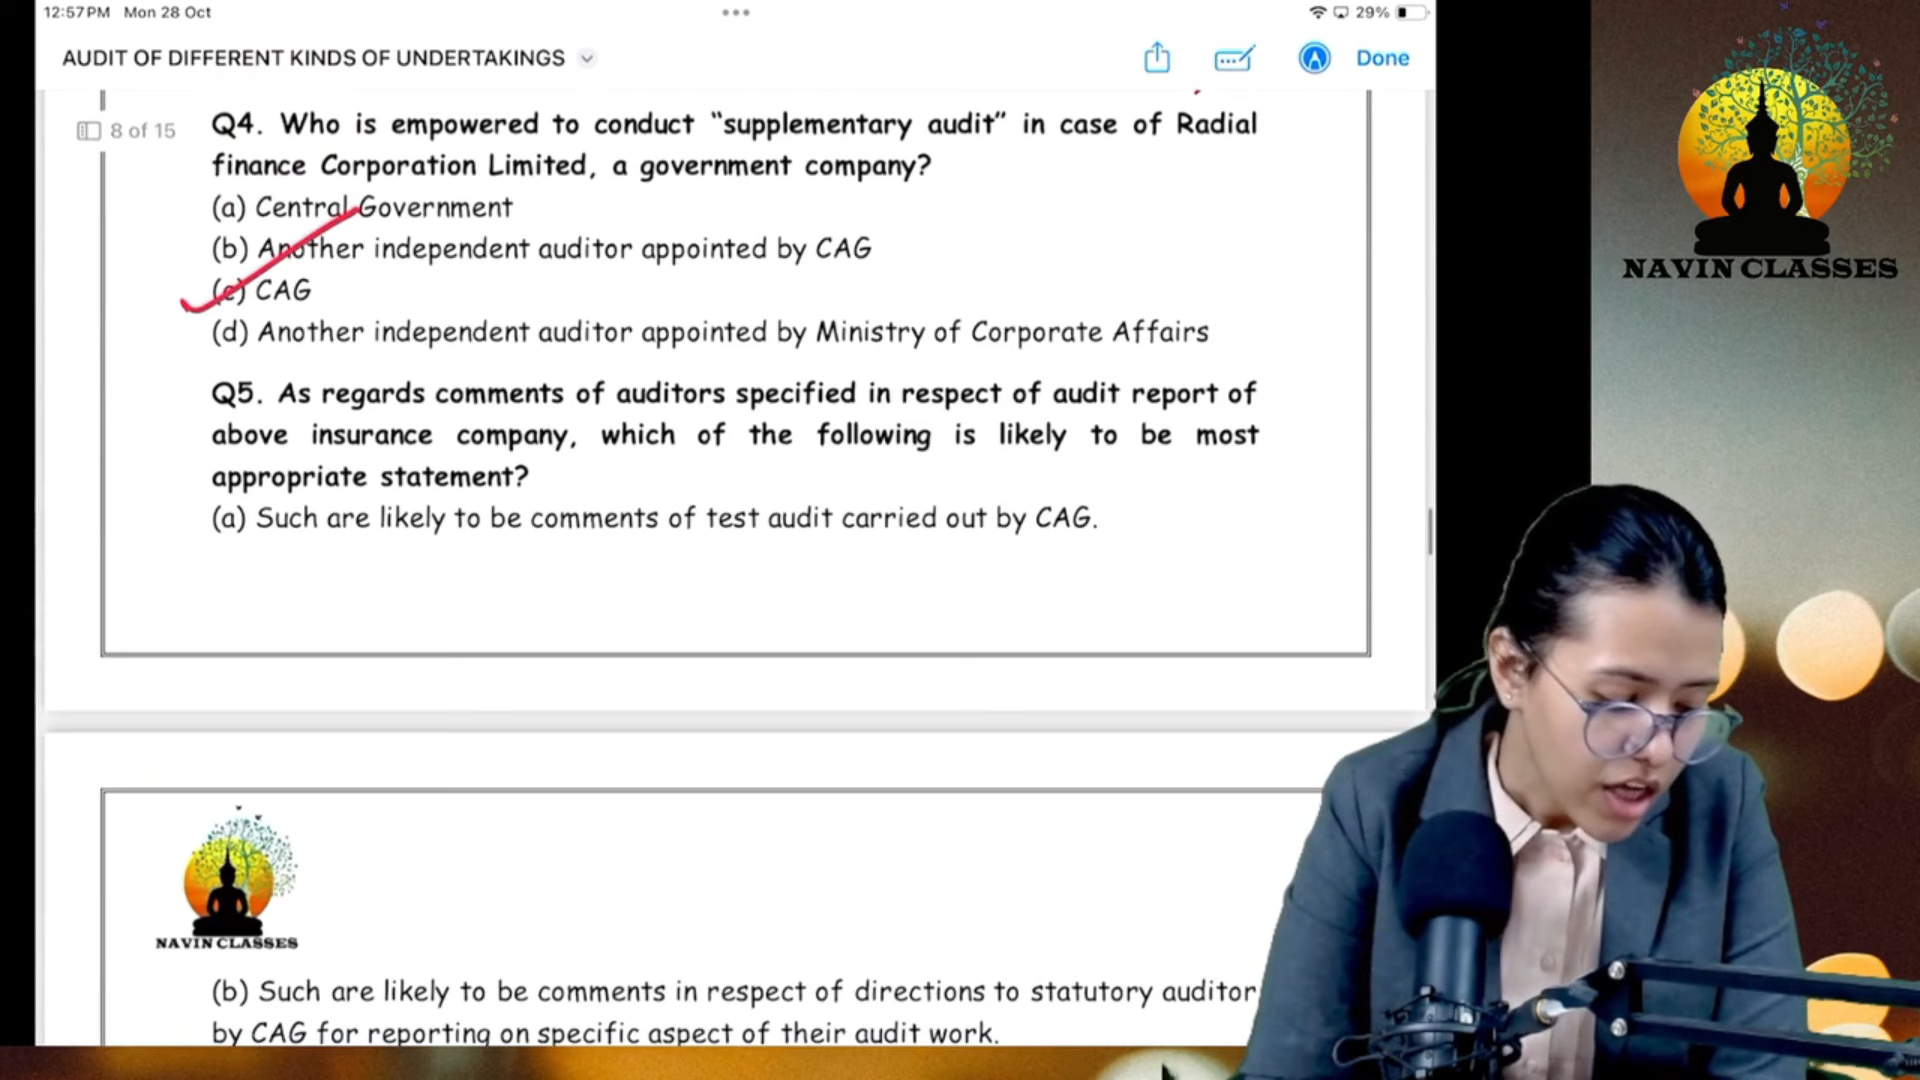 12:57 PM Mon 28 Oct
29%
AUDIT OF DIFFERENT KINDS OF UNDERTAKINGS
Done
8 of 15
Q4. Who is empowered to conduct “supplementary audit” in case of Radial
finance Corporation Limited, a government company?
(a) Central Government
(b) Another independent auditor appointed by CAG
(c) CAG
(d) Another independent auditor appointed by Ministry of Corporate Affairs
Q5. As regards comments of auditors specified in respect of audit report of
above insurance company, which of the following is likely to be most
appropriate statement?
(a) Such are likely to be comments of test audit carried out by CAG.
NAVIN CLASSES
(b) Such are likely to be comments in respect of directions to statutory auditor
by CAG for reporting on specific aspect of their audit work.
NAVIN CLASSES